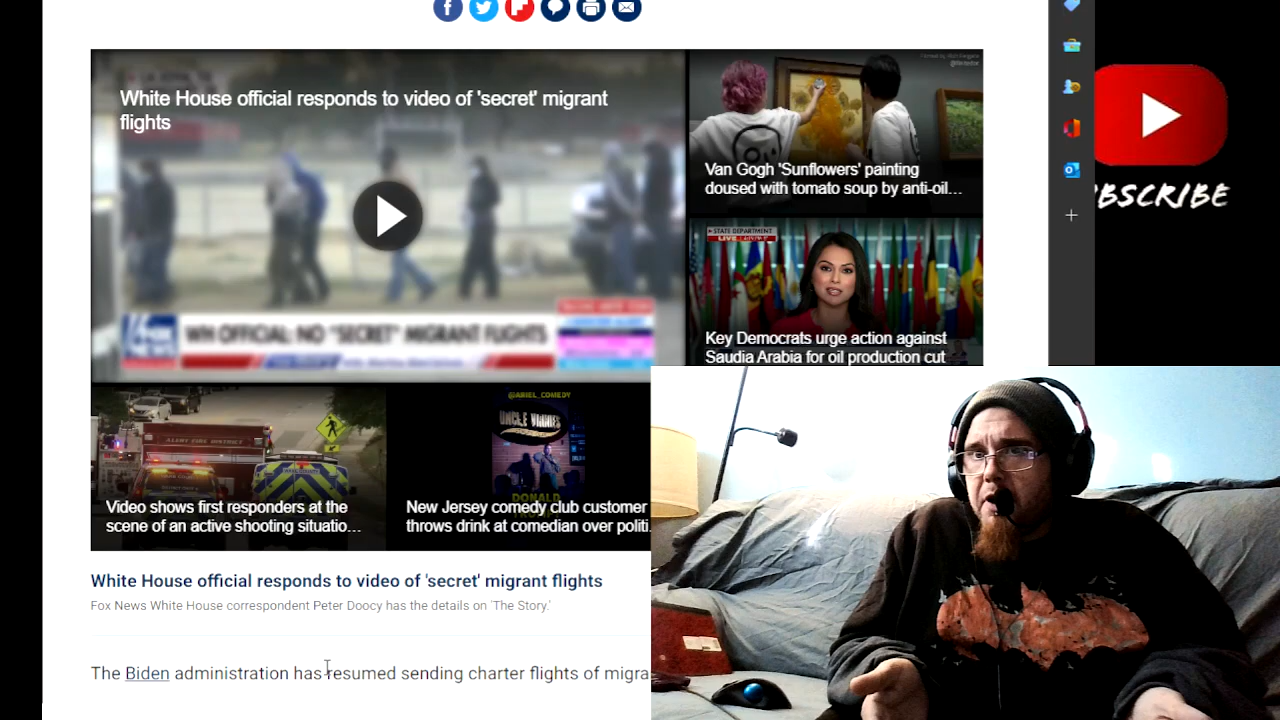 White House official responds to video of 'secret' migrant
flights
WH OFFICIAL: NO "SECRET" MIGRANT FLIGHTS
Van Gogh 'Sunflowers' painting
doused with tomato soup by anti-oil…
STATE DEPARTMENT
LIVE
Key Democrats urge action against
Saudia Arabia for oil production cut
UBSCRIBE
Video shows first responders at the
scene of an active shooting situatio…
@ARIEL_COMEDY
UNCLE VINNIES
DONALD
New Jersey comedy club customer
throws drink at comedian over politi
White House official responds to video of 'secret' migrant flights
Fox News White House correspondent Peter Doocy has the details on 'The Story.'
The Biden administration has resumed sending charter flights of migra